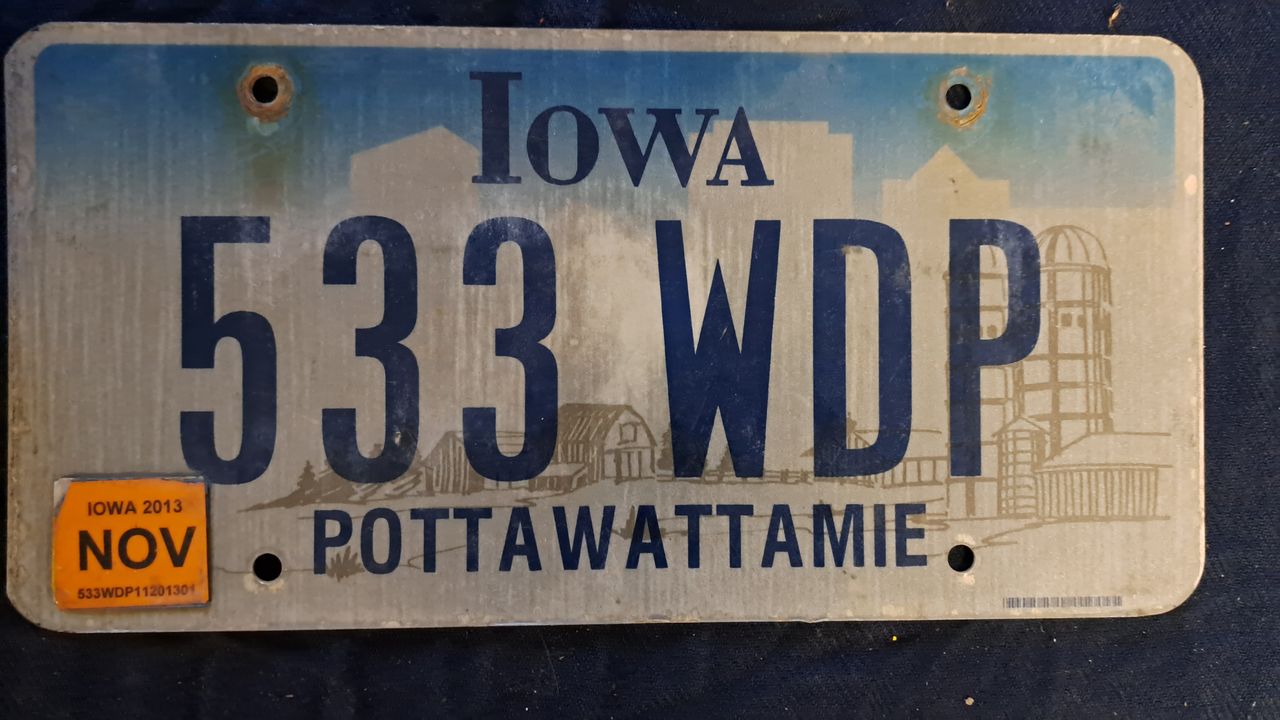 IOWA
533 WDP
IOWA 2013
NOV
533WDP11201301
POTTAWATTAMIE